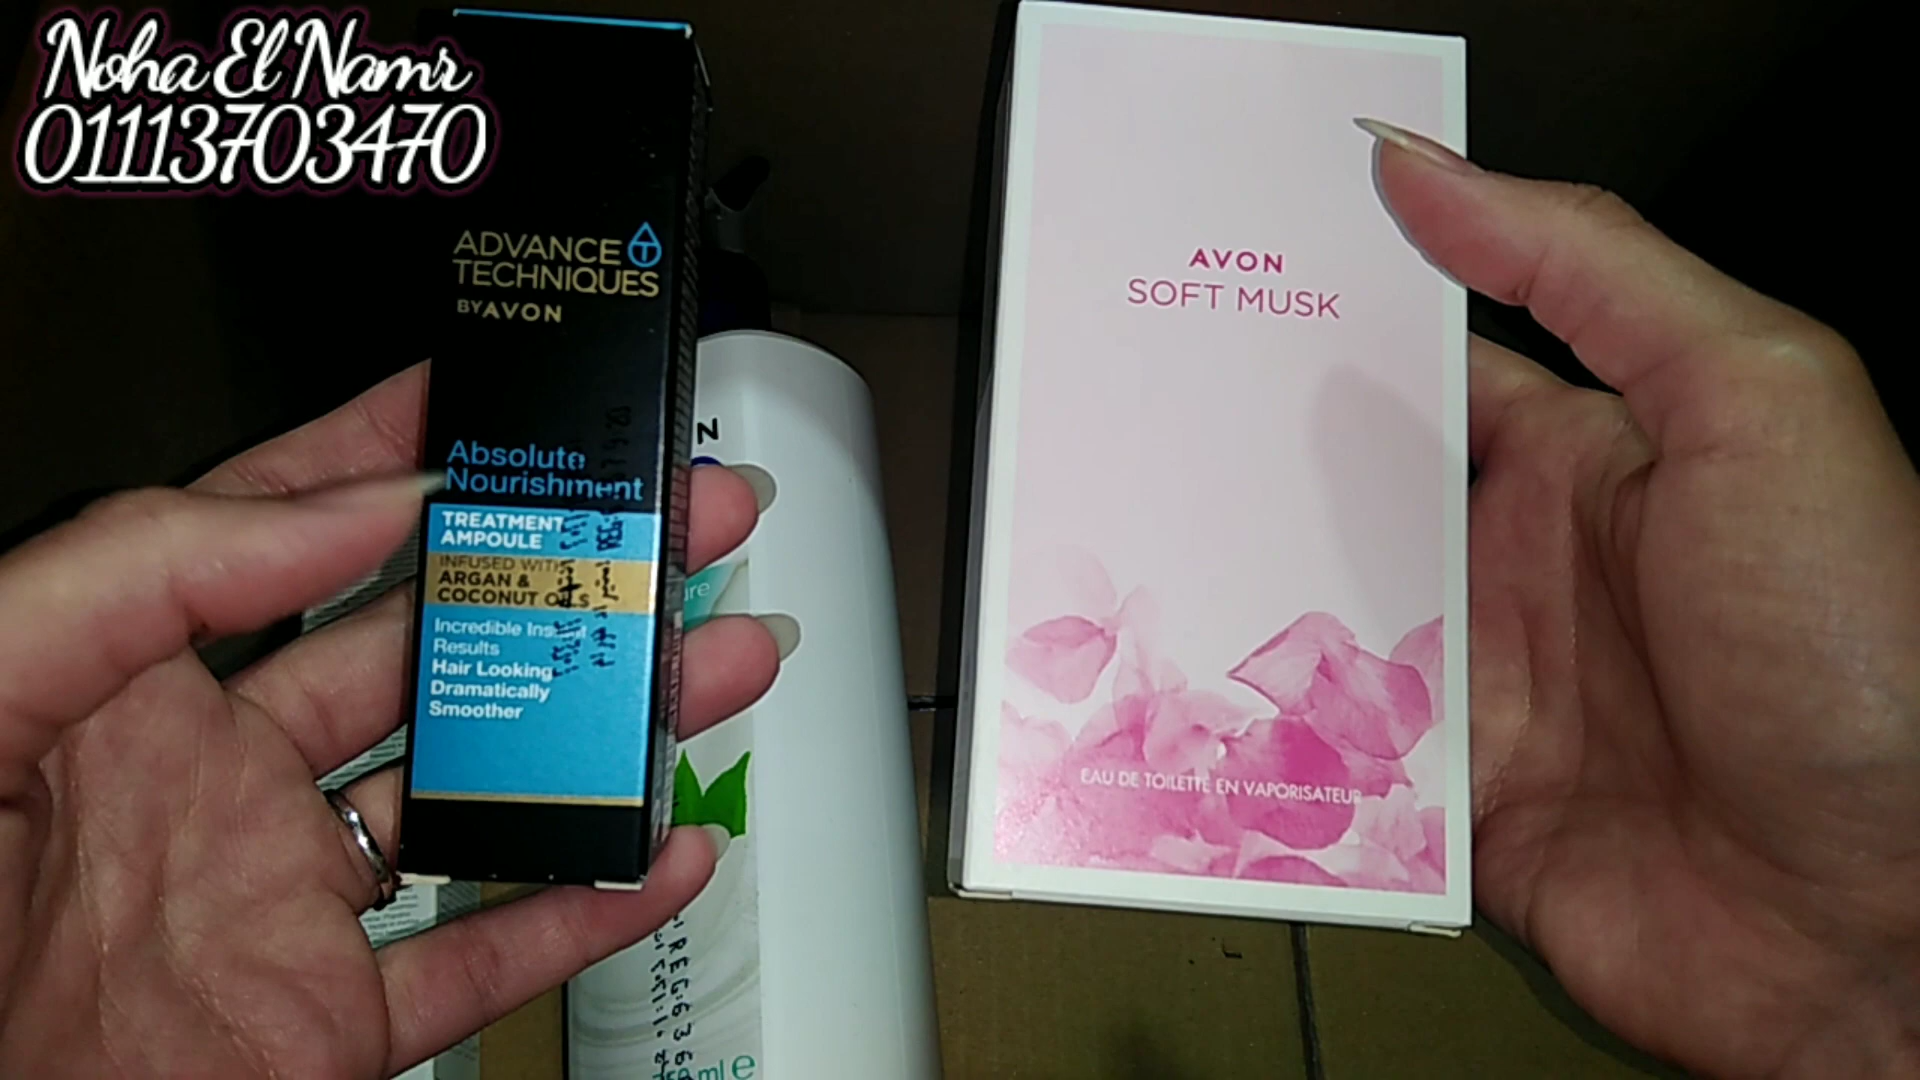 Noha El Namr
01113703470
ADVANCE
TECHNIQUES
BY AVON
Absolute
Nourishment
TREATMENT
AMPOULE
INFUSED WITH
ARGAN &
COCONUT OILS
Incredible Instant
Results
Hair Looking
Dramatically
Smoother
AVON
SOFT MUSK
EAU DE TOILETTE EN VAPORISATEUR
ml e